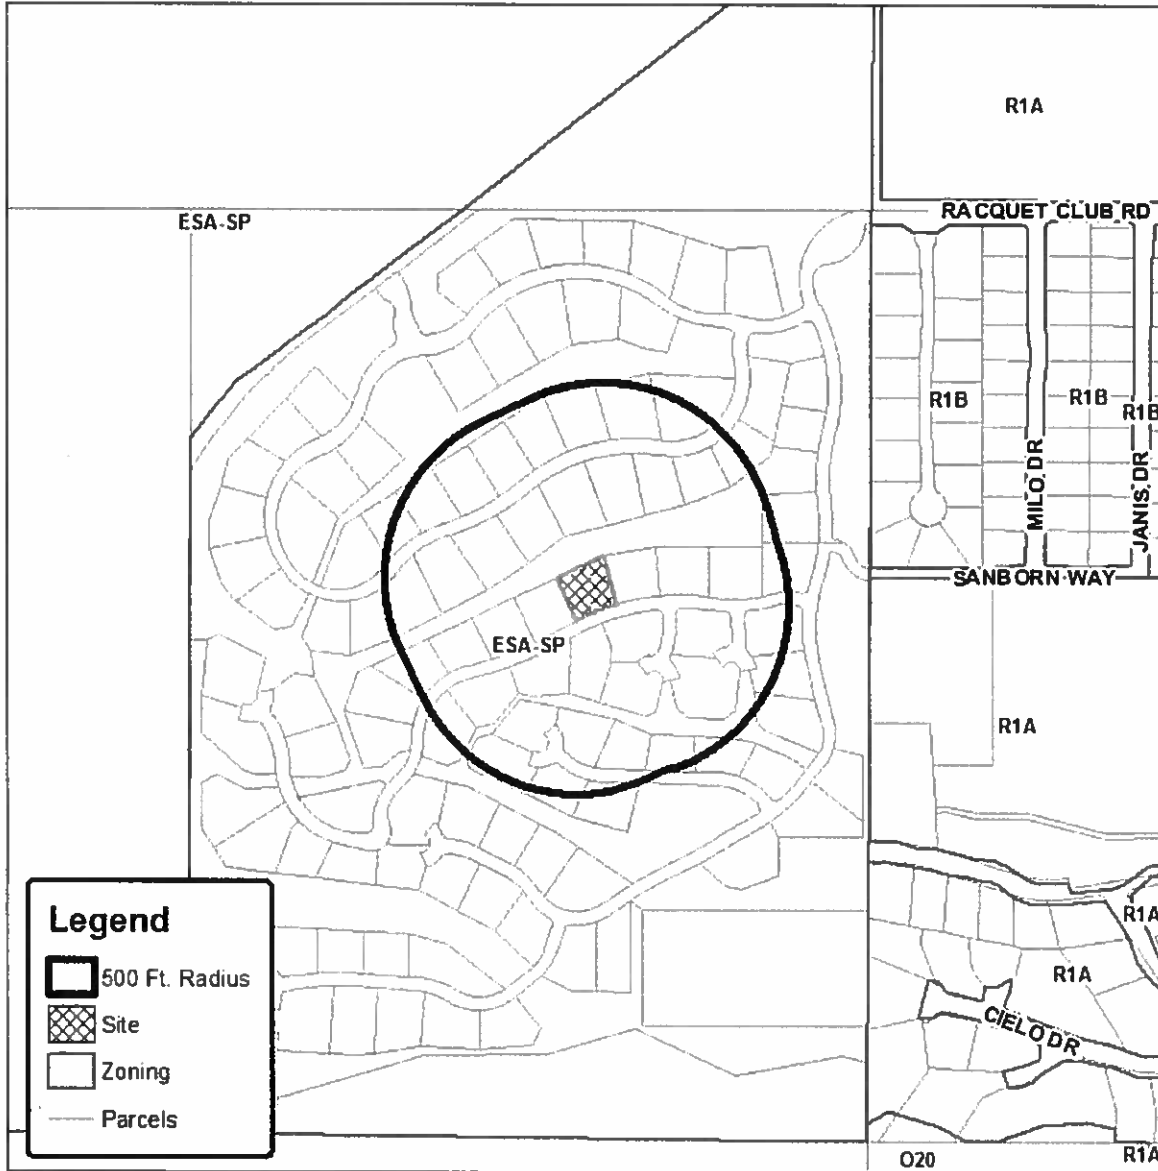 R1A
RACQUET CLUB RD
ESA-SP
R1B
R1B
R1B
MILO DR
JANIS DR
SANBORN WAY
ESA-SP
R1A
Legend
500 Ft. Radius
Site
Zoning
Parcels
R1A
R1A
CIELO DR
O20
R1A